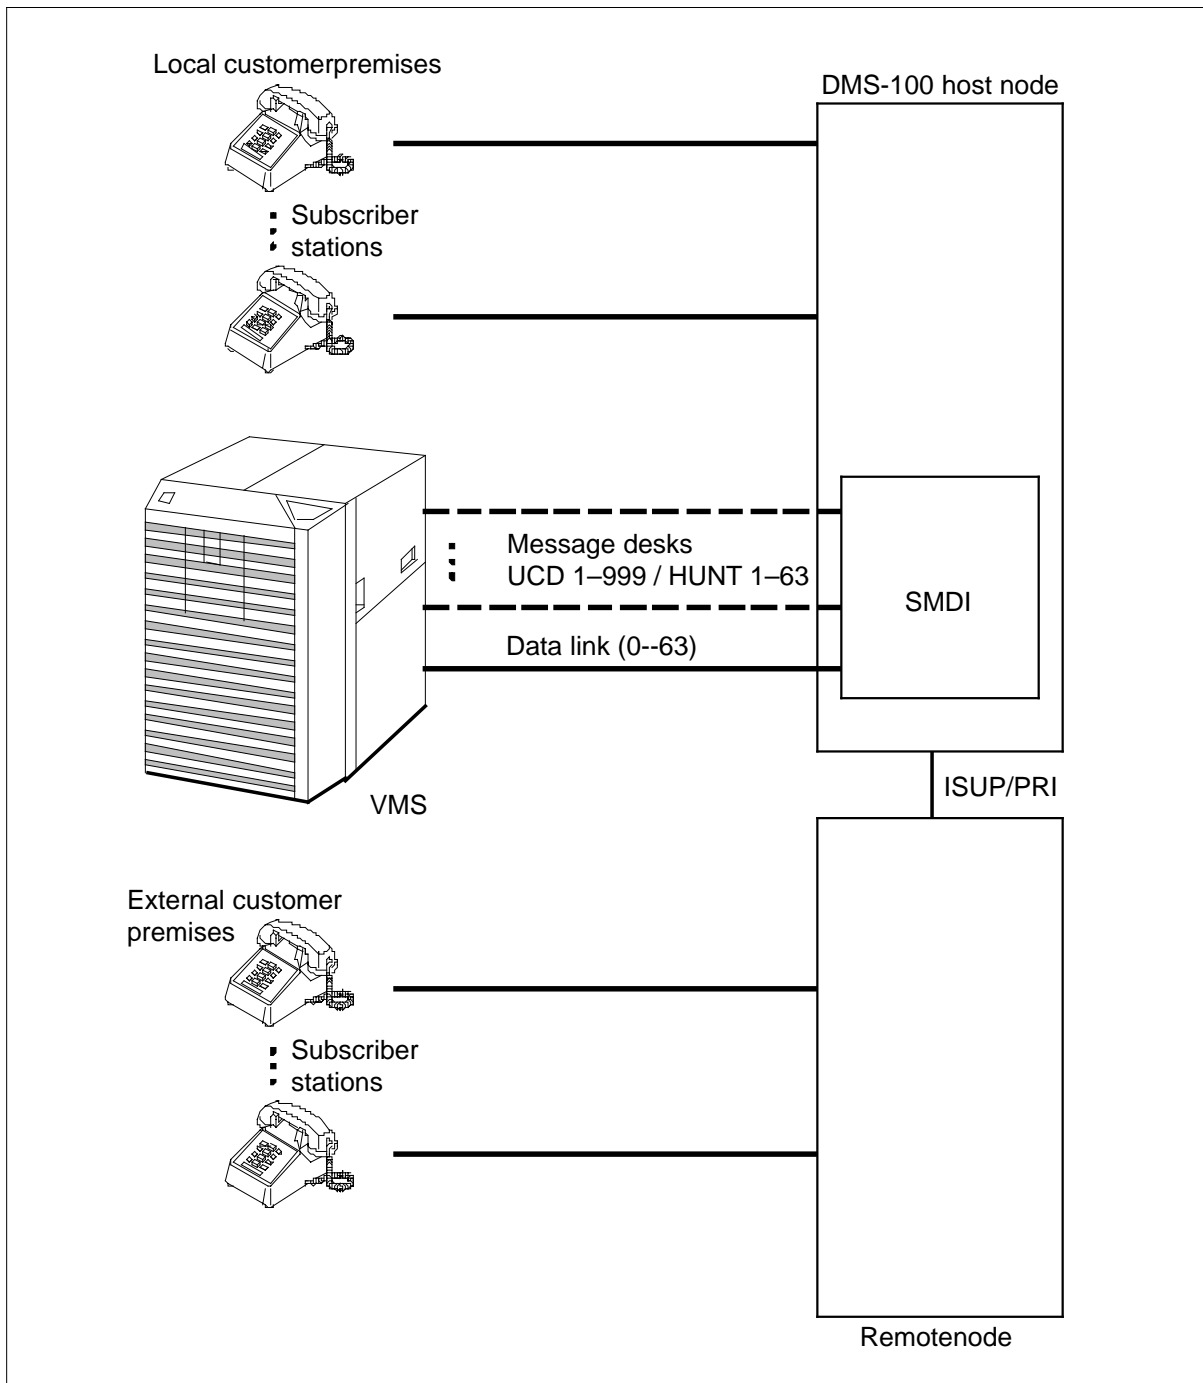 Local customerpremises
DMS-100 host node
Subscriber
stations
Message desks
UCD 1–999 / HUNT 1–63
SMDI
Data link (0--63)
VMS
ISUP/PRI
External customer
premises
Subscriber
stations
Remotenode